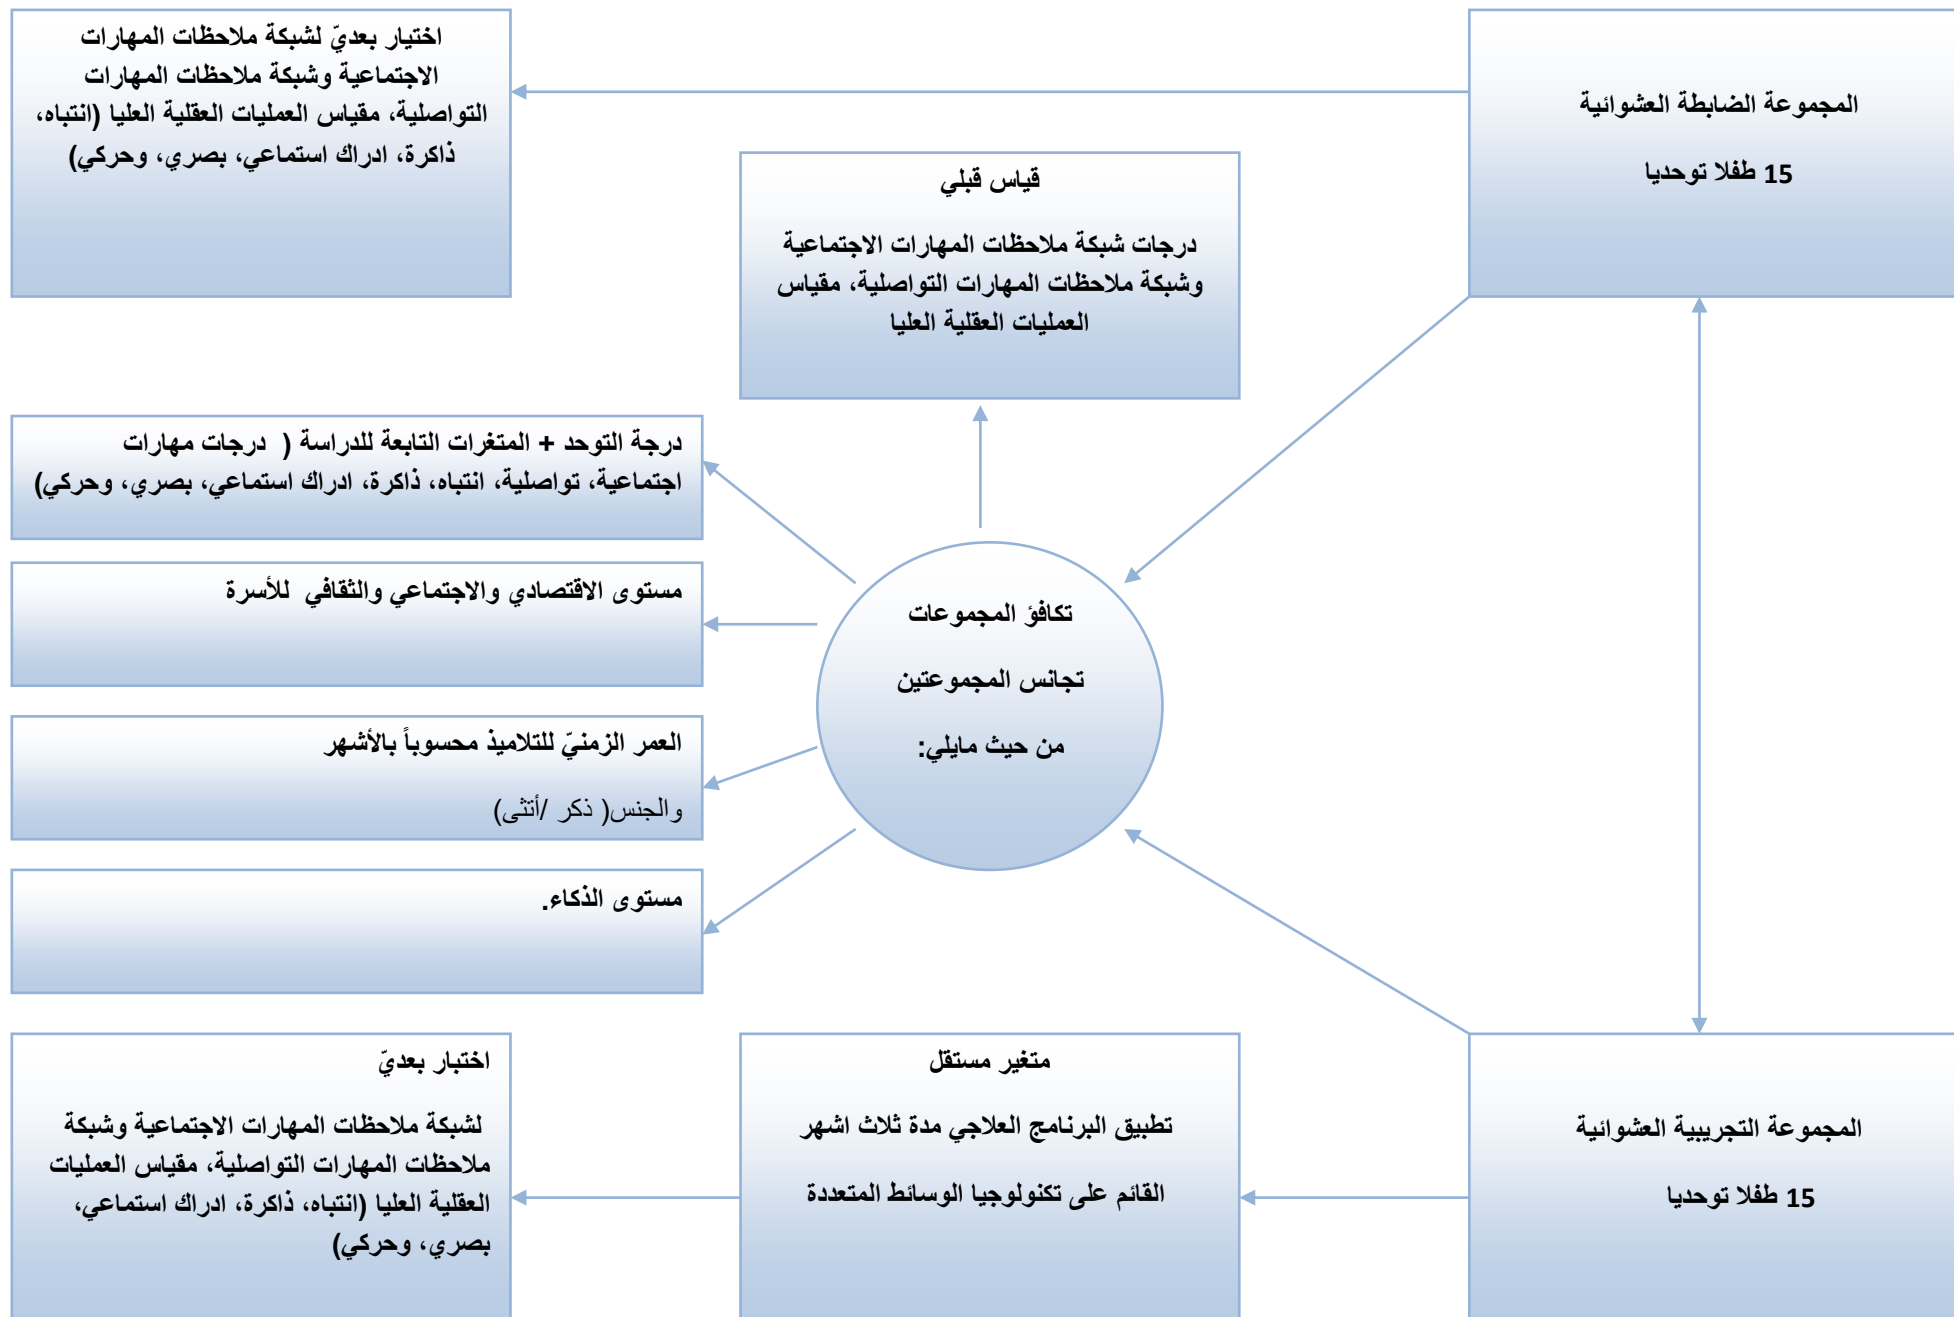 المجموعة الضابطة العشوائية
15 طفلا توحديا
اختيار بعديّ لشبكة ملاحظات المهارات
الاجتماعية وشبكة ملاحظات المهارات
التواصلية، مقياس العمليات العقلية العليا (انتباه،
ذاكرة، ادراك استماعي، بصري، وحركي)
قياس قبلي
درجات شبكة ملاحظات المهارات الاجتماعية
وشبكة ملاحظات المهارات التواصلية، مقياس
العمليات العقلية العليا
درجة التوحد + المتغرات التابعة للدراسة ( درجات مهارات
اجتماعية، تواصلية، انتباه، ذاكرة، ادراك استماعي، بصري، وحركي)
مستوى الاقتصادي والاجتماعي والثقافي للأسرة
تكافؤ المجموعات
تجانس المجموعتين
من حيث مايلي:
العمر الزمنيّ للتلاميذ محسوباً بالأشهر
والجنس( ذكر /أنثى)
مستوى الذكاء.
المجموعة التجريبية العشوائية
15 طفلا توحديا
متغير مستقل
تطبيق البرنامج العلاجي مدة ثلاث اشهر
القائم على تكنولوجيا الوسائط المتعددة
اختبار بعديّ
لشبكة ملاحظات المهارات الاجتماعية وشبكة
ملاحظات المهارات التواصلية، مقياس العمليات
العقلية العليا (انتباه، ذاكرة، ادراك استماعي،
بصري، وحركي)